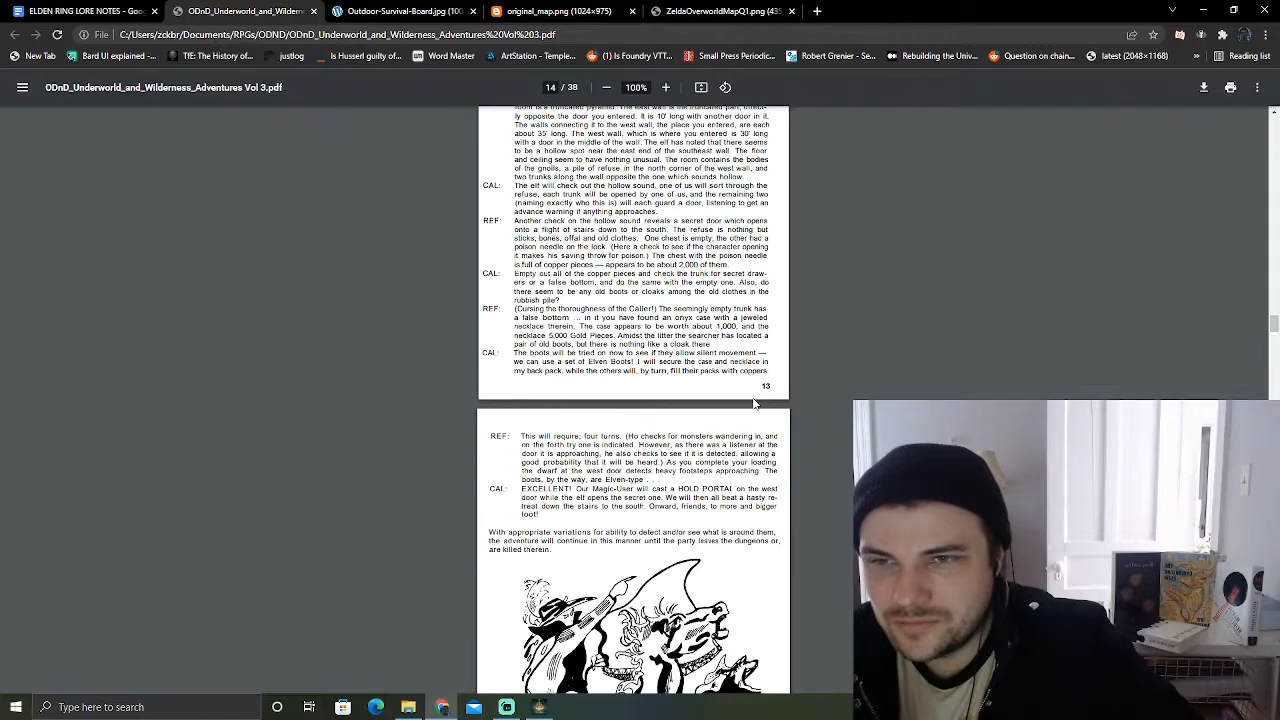 ELDEN RING LORE NOTES - Goo
ODnD_Underworld_and_Wildern
Outdoor-Survival-Board.jpg (100
original_map.png (1024×975)
ZeldaOverworldMapQ1.png (435
File | C:/Users/zcdbr/Documents/RPGs/ODND/ODnD_Underworld_and_Wilderness_Adventures%20Vol%203.pdf
New Tab
Bard UI explained -...
TfE: The History of...
justno
Is Hussel guilty of...
Word Master
ArtStation - Templa...
(1) Is Foundry VTT...
Small Press Periodic...
Robert Grenier - Se...
Rebuilding the Univ...
Question on chain...
latest (2048×1168)
Reading list
ODnD_Underworld_and_Wilderness_Adventures Vol 3.pdf
14 / 38
100%
room is a truncated pyramid. The east wall is the truncated part, direct-
ly opposite the door you entered. It is 10' long with another door in it.
The walls connecting it to the west wall, the place you entered, are each
about 35' long. The west wall, which is where you entered is 30' long
with a door in the middle of the wall. The elf has noted that there seems
to be a hollow spot near the east end of the southeast wall. The floor
and ceiling seem to have nothing unusual. The room contains the bodies
of the gnolls, a pile of refuse in the north corner of the west wall, and
two trunks along the wall opposite the one which sounds hollow.
CAL: The elf will check out the hollow sound, one of us will sort through the
refuse, each trunk will be opened by one of us, and the remaining two
(naming exactly who this is) will each guard a door, listening to get an
advance warning if anything approaches.
REF: Another check on the hollow sound reveals a secret door which opens
onto a flight of stairs down to the south. The refuse is nothing but
sticks, bones, offal and old clothes. One chest is empty; the other had a
poison needle on the lock. (Here a check to see if the character opening
it makes his saving throw for poison.) The chest with the poison needle
is full of copper pieces — appears to be about 2,000 of them.
CAL: Empty out all of the copper pieces and check the trunk for secret draw-
ers or a false bottom, and do the same with the empty one. Also, do
there seem to be any old boots or cloaks among the old clothes in the
rubbish pile?
REF: (Cursing the thoroughness of the Caller!) The seemingly empty trunk has
a false bottom ... in it you have found an onyx case with a jeweled
necklace therein. The case appears to be worth about 1,000, and the
necklace 5,000 Gold Pieces. Amidst the litter the searcher has located a
pair of old boots, but there is nothing like a cloak there
CAL: The boots will be tried on now to see if they allow silent movement —
we can use a set of Elven Boots! I will secure the case and necklace in
my back pack, while the others will, by turn, fill their packs with coppers.
13
REF: This will require; four turns. (Ho checks for monsters wandering in, and
on the forth try one is indicated. However, as there was a listener at the
door it is approaching, he also checks to see if it is detected, allowing a
good probability that it will be heard.) As you complete your loading
the dwarf at the west door detects heavy footsteps approaching. The
boots, by the way, are Elven-type . . .
CAL: EXCELLENT! Our Magic-User will cast a HOLD PORTAL on the west
door while the elf opens the secret one. We will then all beat a hasty re-
treat down the stairs to the south. Onward, friends, to more and bigger
loot!
With appropriate variations for ability to detect and/or see what is around them,
the adventure will continue in this manner until the party leaves the dungeons or,
are killed therein.
Type here to search